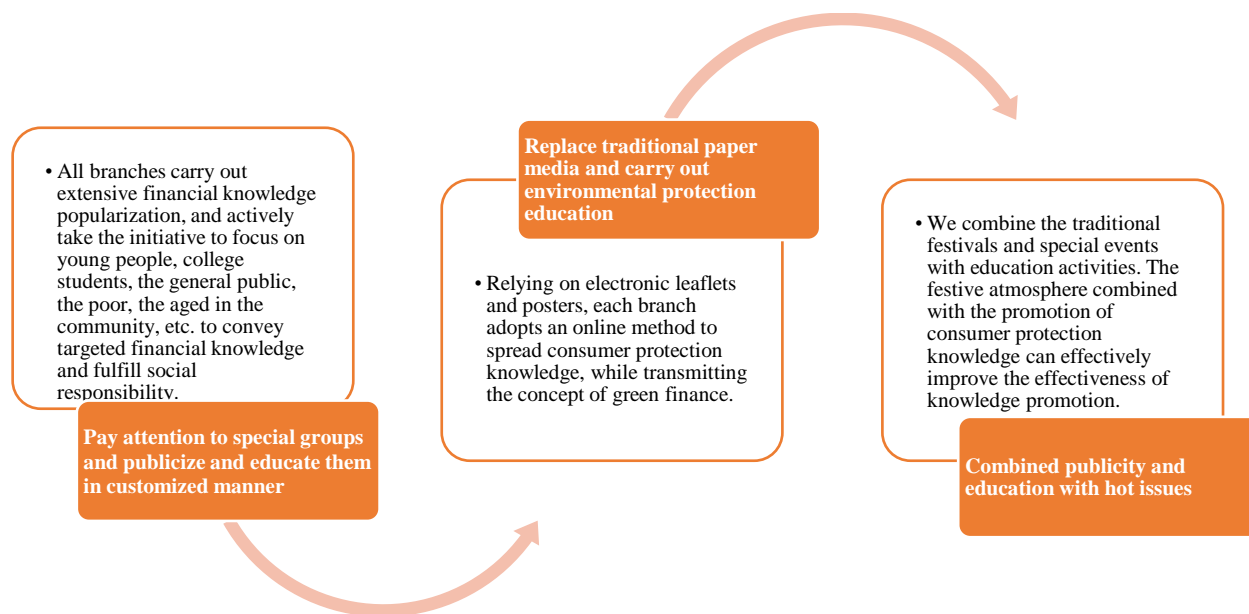 • All branches carry out
extensive financial knowledge
popularization, and actively
take the initiative to focus on
young people, college
students, the general public,
the poor, the aged in the
community, etc. to convey
targeted financial knowledge
and fulfill social
responsibility.
Pay attention to special groups
and publicize and educate them
in customized manner
Replace traditional paper
media and carry out
environmental protection
education
• Relying on electronic leaflets
and posters, each branch
adopts an online method to
spread consumer protection
knowledge, while transmitting
the concept of green finance.
• We combine the traditional
festivals and special events
with education activities. The
festive atmosphere combined
with the promotion of
consumer protection
knowledge can effectively
improve the effectiveness of
knowledge promotion.
Combined publicity and
education with hot issues